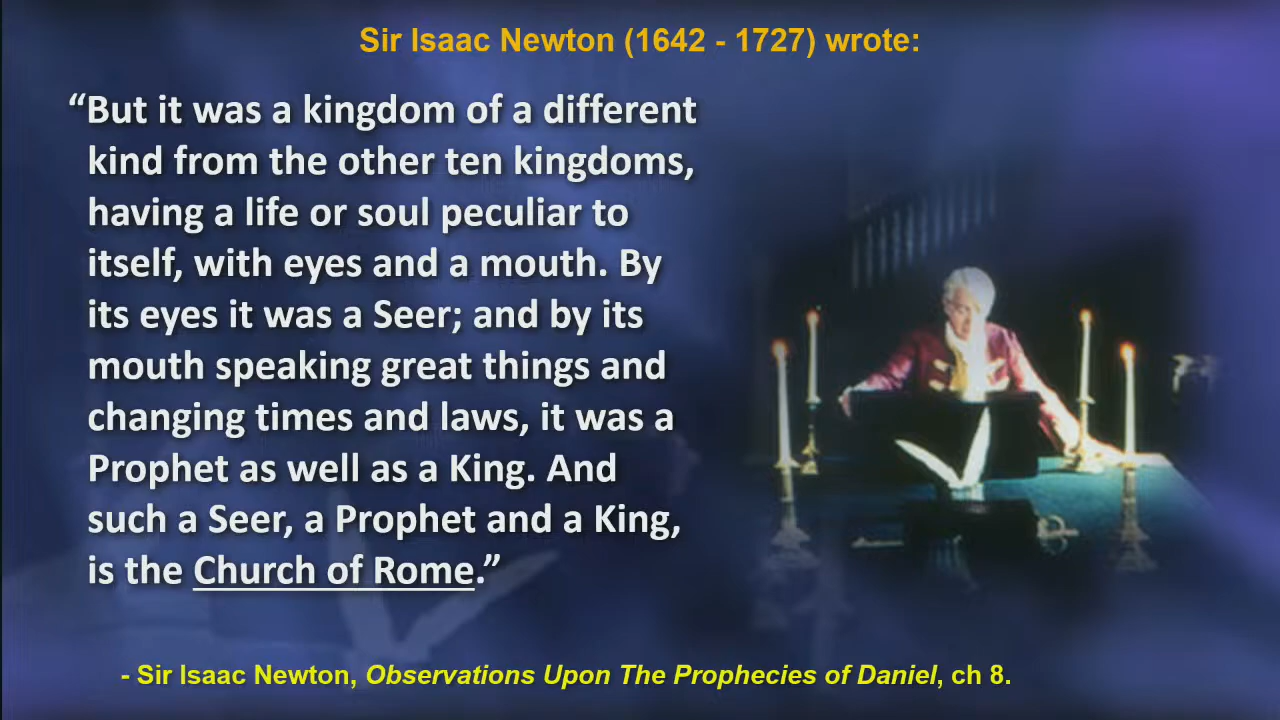 Sir Isaac Newton (1642 - 1727) wrote:
“But it was a kingdom of a different
kind from the other ten kingdoms,
having a life or soul peculiar to
itself, with eyes and a mouth. By
its eyes it was a Seer; and by its
mouth speaking great things and
changing times and laws, it was a
Prophet as well as a King. And
such a Seer, a Prophet and a King,
is the Church of Rome.”
- Sir Isaac Newton, Observations Upon The Prophecies of Daniel, ch 8.